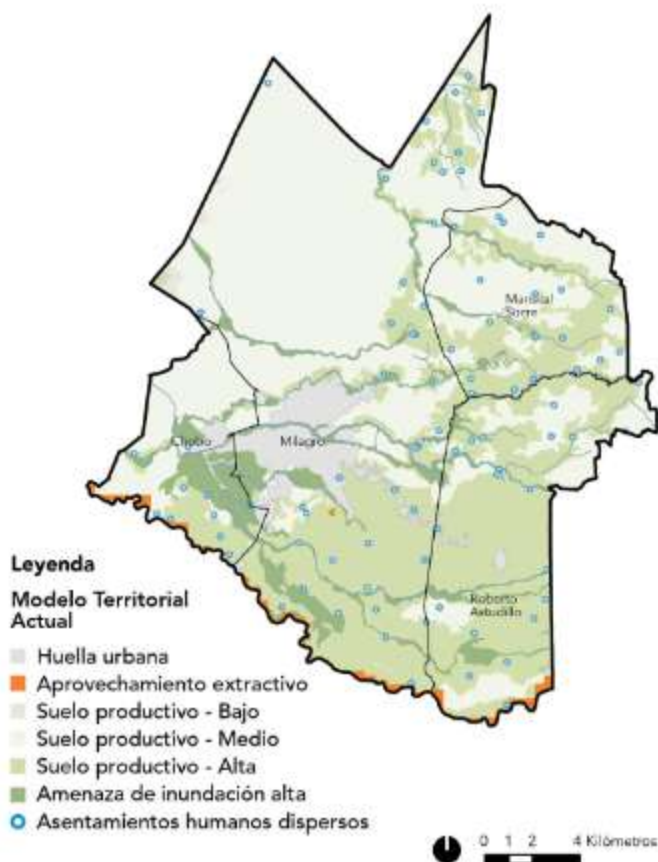 Mariscal
Sucre
Chobo
Milagro
Roberto
Astudillo
Leyenda
Modelo Territorial
Actual
Huella urbana
Aprovechamiento extractivo
Suelo productivo - Bajo
Suelo productivo - Medio
Suelo productivo - Alta
Amenaza de inundación alta
Asentamientos humanos dispersos
0 1 2 4 Kilómetros